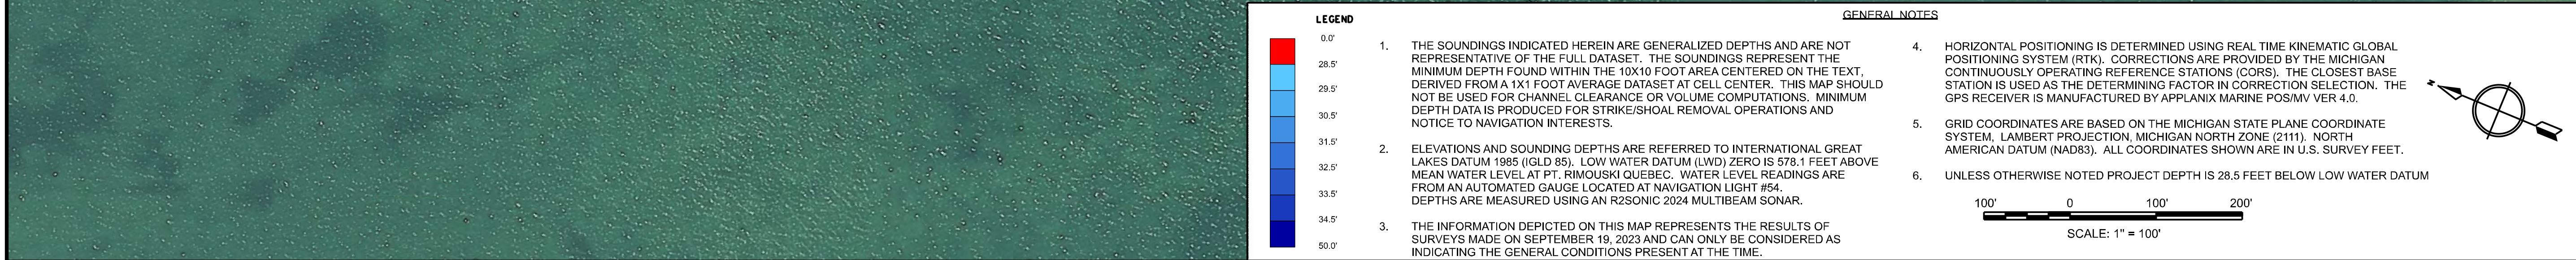 LEGEND
0.0'
28.5'
29.5'
30.5'
31.5'
32.5'
33.5'
34.5'
50.0'
GENERAL NOTES
1. THE SOUNDINGS INDICATED HEREIN ARE GENERALIZED DEPTHS AND ARE NOT
REPRESENTATIVE OF THE FULL DATASET. THE SOUNDINGS REPRESENT THE
MINIMUM DEPTH FOUND WITHIN THE 10X10 FOOT AREA CENTERED ON THE TEXT,
DERIVED FROM A 1X1 FOOT AVERAGE DATASET AT CELL CENTER. THIS MAP SHOULD
NOT BE USED FOR CHANNEL CLEARANCE OR VOLUME COMPUTATIONS. MINIMUM
DEPTH DATA IS PRODUCED FOR STRIKE/SHOAL REMOVAL OPERATIONS AND
NOTICE TO NAVIGATION INTERESTS.
2. ELEVATIONS AND SOUNDING DEPTHS ARE REFERRED TO INTERNATIONAL GREAT
LAKES DATUM 1985 (IGLD 85). LOW WATER DATUM (LWD) ZERO IS 578.1 FEET ABOVE
MEAN WATER LEVEL AT PT. RIMOUSKI QUEBEC. WATER LEVEL READINGS ARE
FROM AN AUTOMATED GAUGE LOCATED AT NAVIGATION LIGHT #54.
DEPTHS ARE MEASURED USING AN R2SONIC 2024 MULTIBEAM SONAR.
3. THE INFORMATION DEPICTED ON THIS MAP REPRESENTS THE RESULTS OF
SURVEYS MADE ON SEPTEMBER 19, 2023 AND CAN ONLY BE CONSIDERED AS
INDICATING THE GENERAL CONDITIONS PRESENT AT THE TIME.
4. HORIZONTAL POSITIONING IS DETERMINED USING REAL TIME KINEMATIC GLOBAL
POSITIONING SYSTEM (RTK). CORRECTIONS ARE PROVIDED BY THE MICHIGAN
CONTINUOUSLY OPERATING REFERENCE STATIONS (CORS). THE CLOSEST BASE
STATION IS USED AS THE DETERMINING FACTOR IN CORRECTION SELECTION. THE
GPS RECEIVER IS MANUFACTURED BY APPLANIX MARINE POS/MV VER 4.0.
5. GRID COORDINATES ARE BASED ON THE MICHIGAN STATE PLANE COORDINATE
SYSTEM, LAMBERT PROJECTION, MICHIGAN NORTH ZONE (2111). NORTH
AMERICAN DATUM (NAD83). ALL COORDINATES SHOWN ARE IN U.S. SURVEY FEET.
6. UNLESS OTHERWISE NOTED PROJECT DEPTH IS 28.5 FEET BELOW LOW WATER DATUM
100' 0 100' 200'
SCALE: 1" = 100'
N